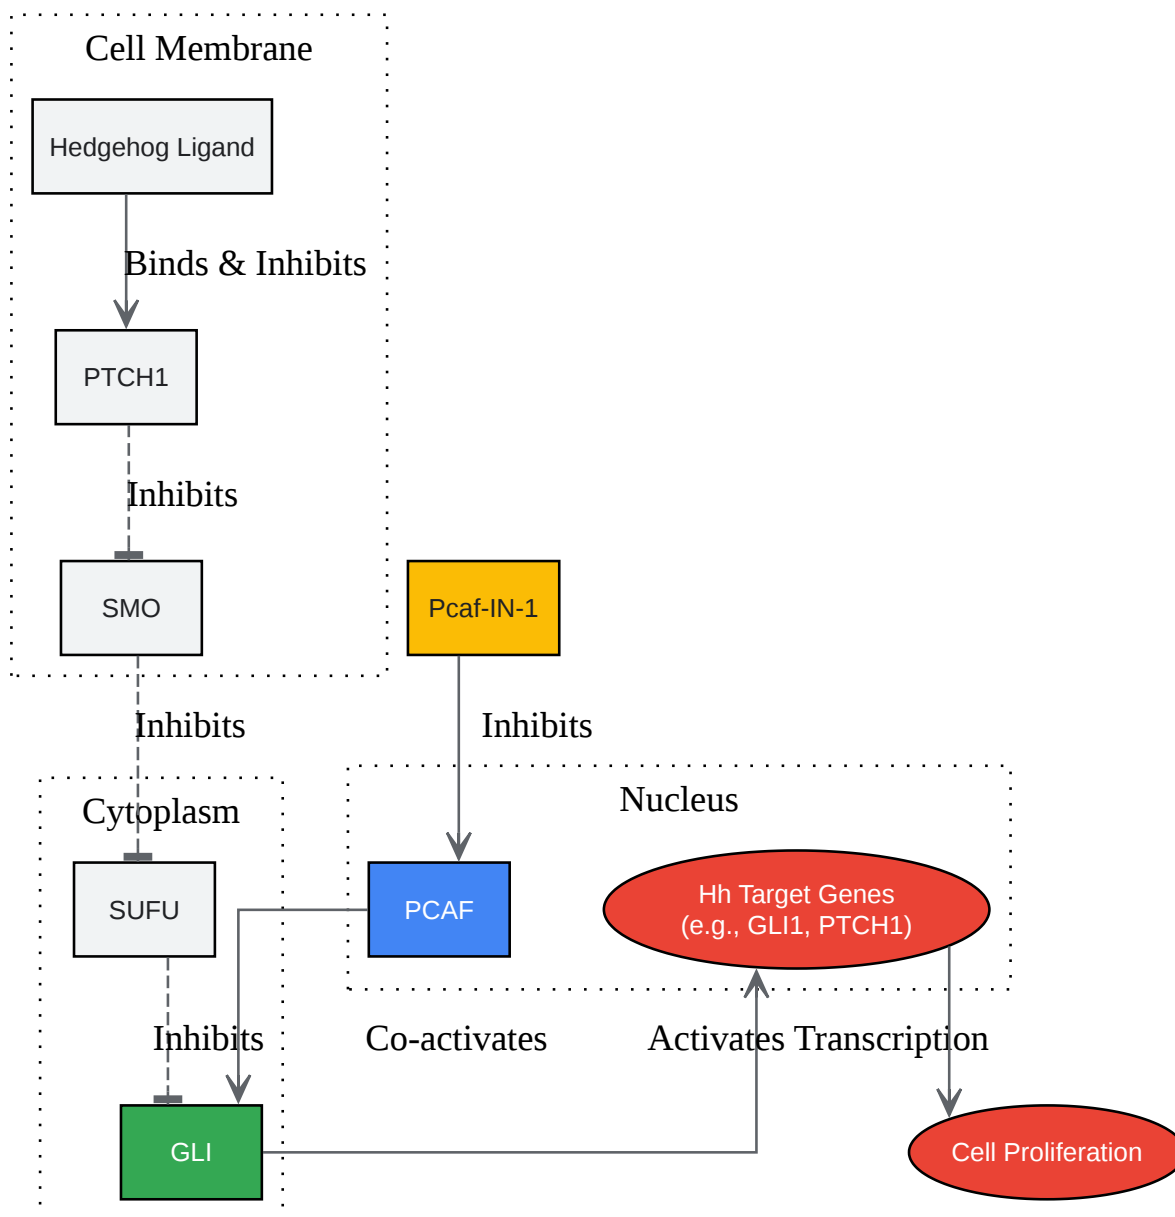 Cell Membrane
Hedgehog Ligand
Binds & Inhibits
PTCH1
Inhibits
SMO
Pcaf-IN-1
Inhibits
Inhibits
Cytoplasm
Nucleus
SUFU
PCAF
Hh Target Genes
(e.g., GLI1, PTCH1)
Inhibits
Co-activates
Activates Transcription
GLI
Cell Proliferation